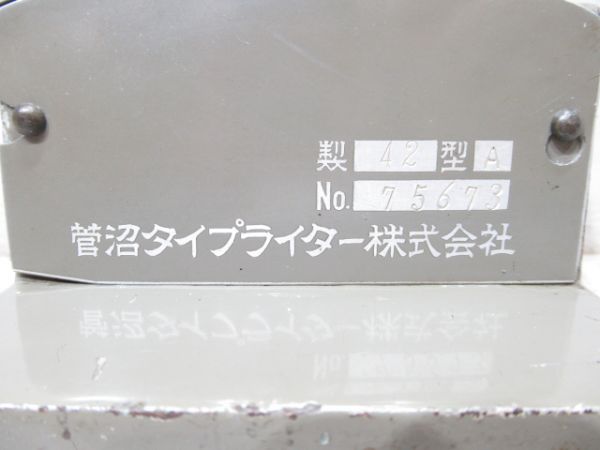 製 42 型 A
No. 75673
菅沼タイプライター株式会社